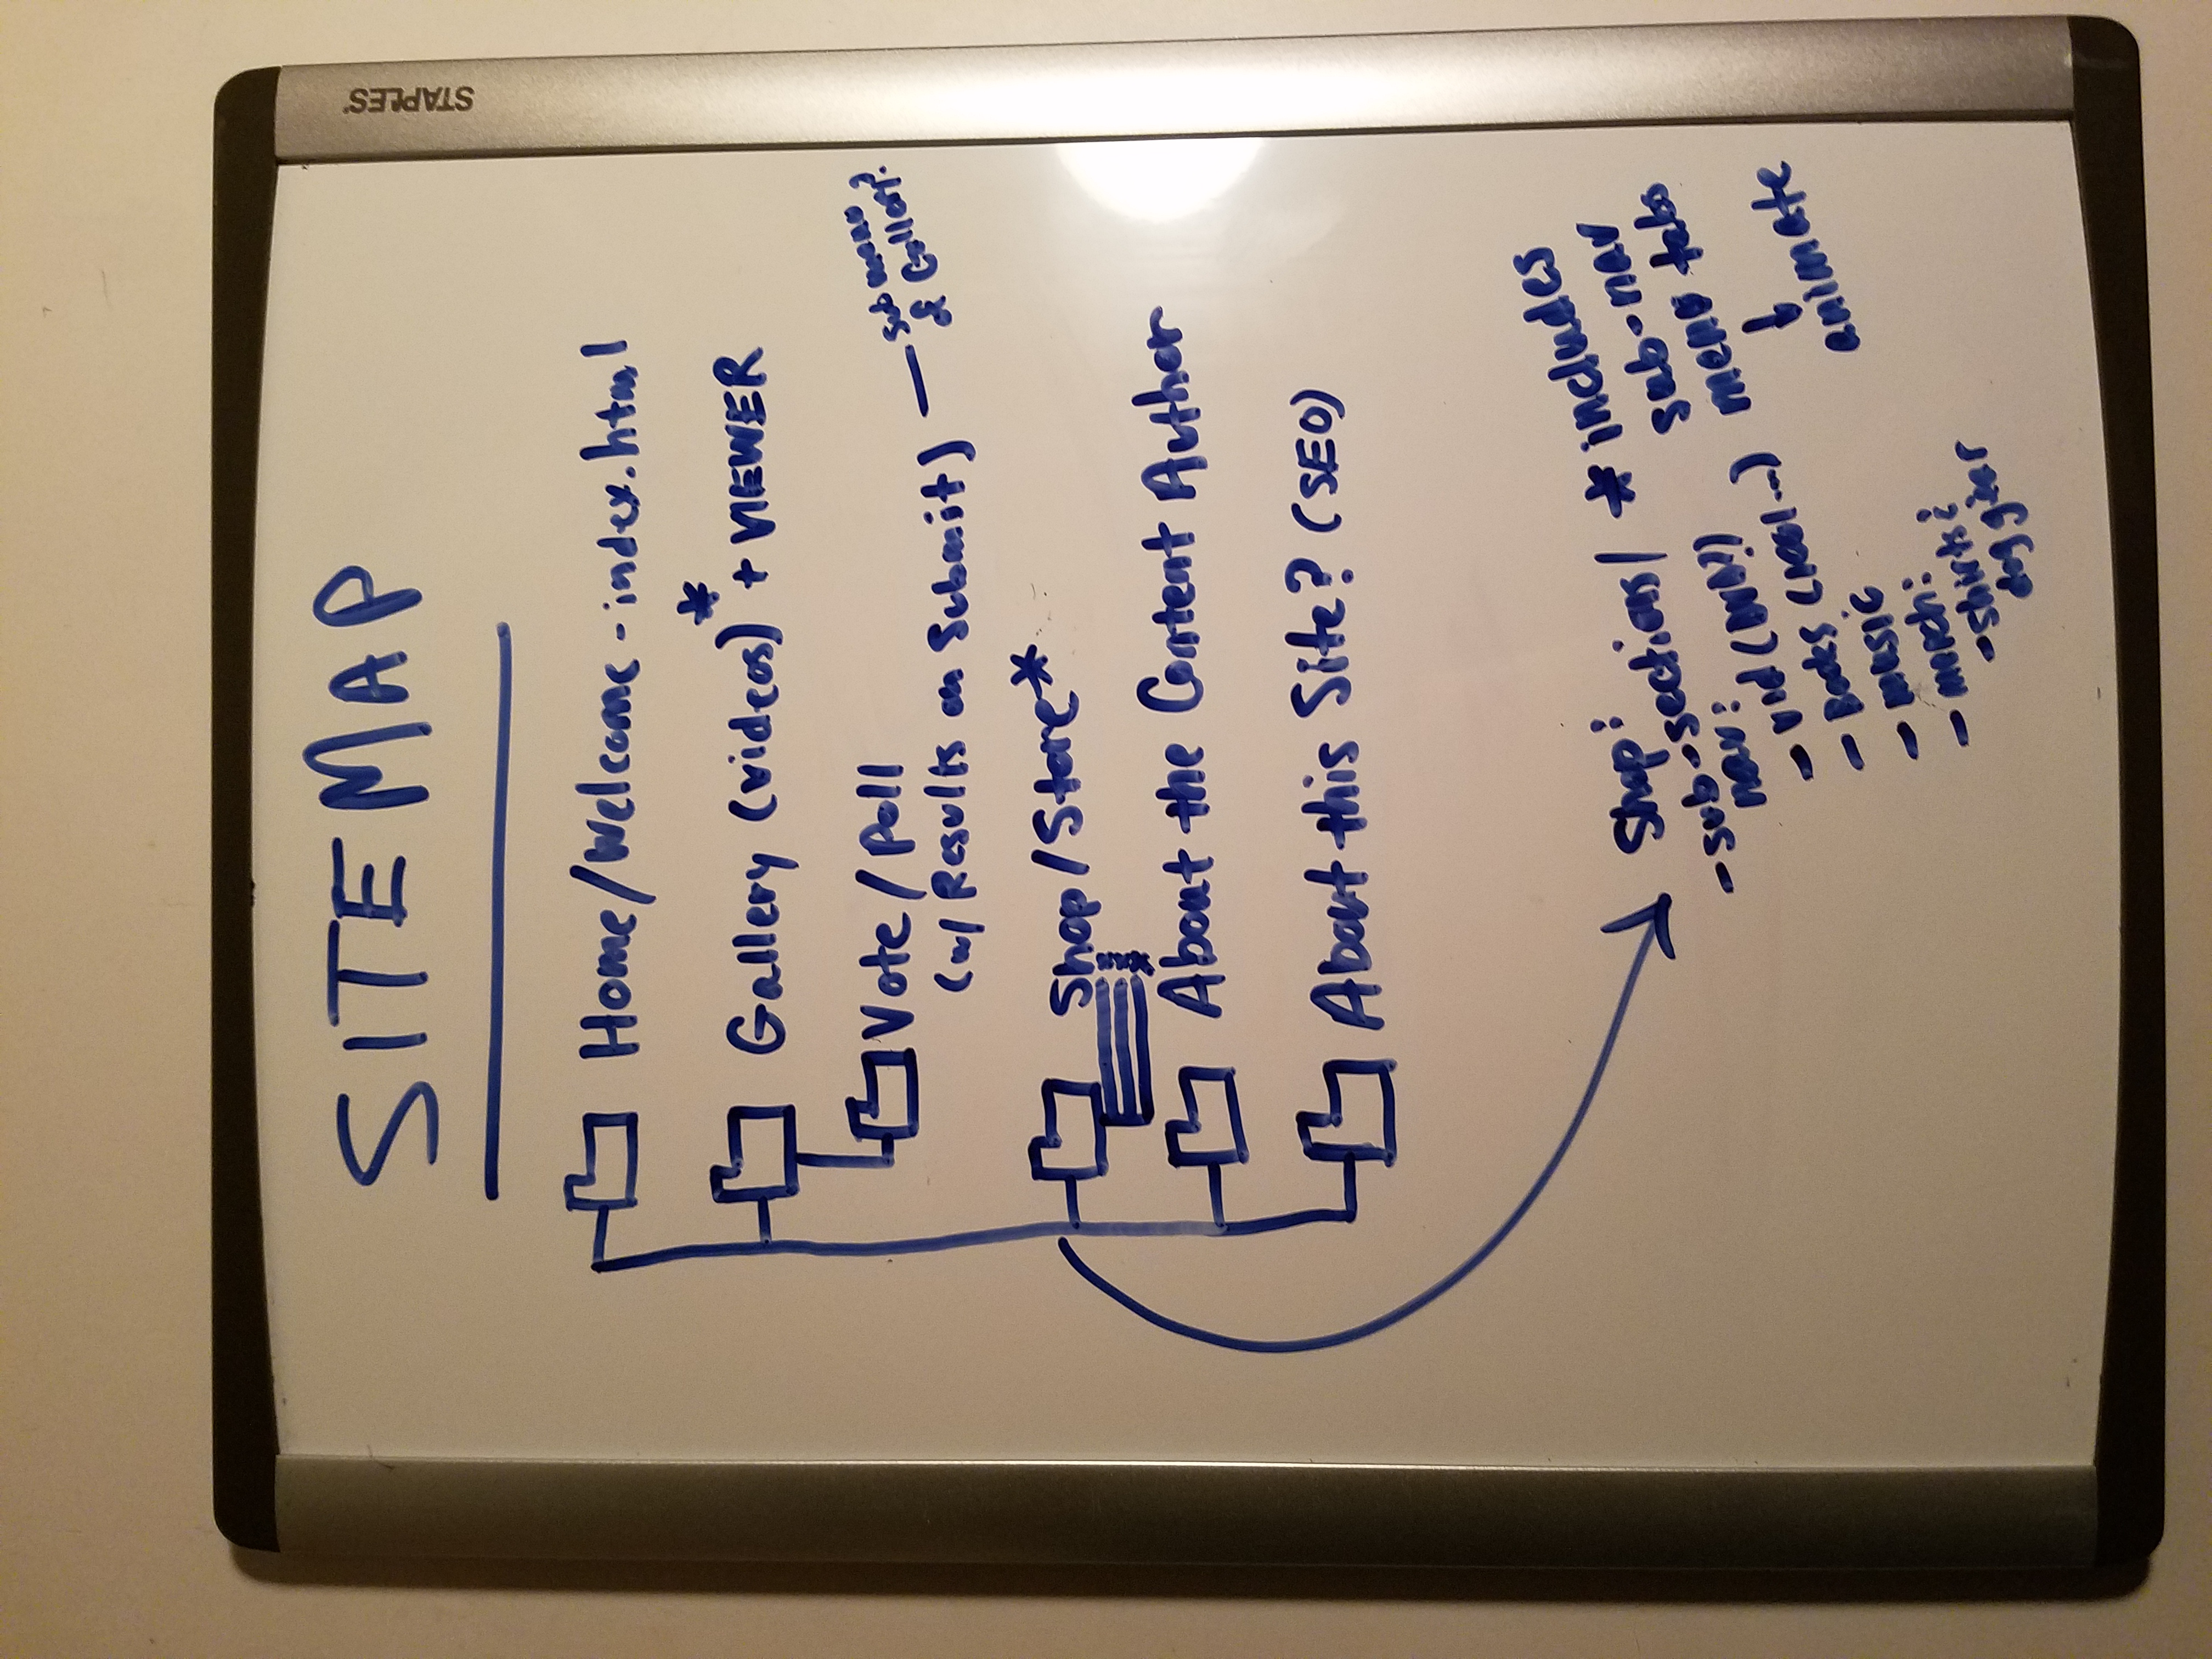 SITEMAP
STAPLES
Home/Welcome - index.html
Gallery (videos)* + VIEWER
Vote/Poll
(w/ Results on Submit) — sub menu
of Gallery?
Shop/Store*
About the Content Author
About this Site? (SEO)
Shop:
- sub-sections/
nav:
- vid (DVD?)
- Books (1001...)
- music
- merch:
- shirts:
dog gear
* includes
sub-nav
menu tabs
↓
animate